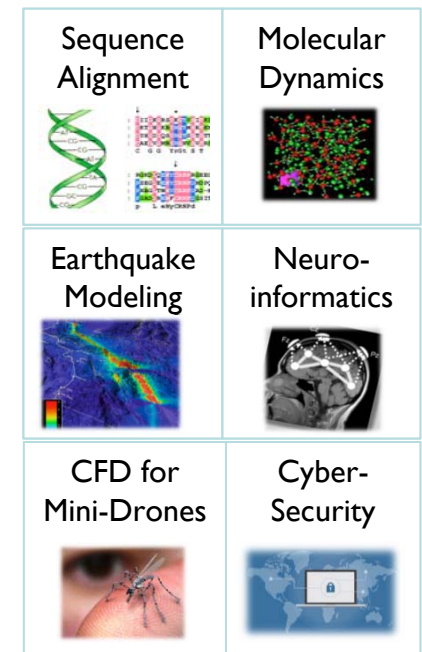 Sequence
Alignment
Molecular
Dynamics
Earthquake
Modeling
Neuro-
informatics
CFD for
Mini-Drones
Cyber-
Security